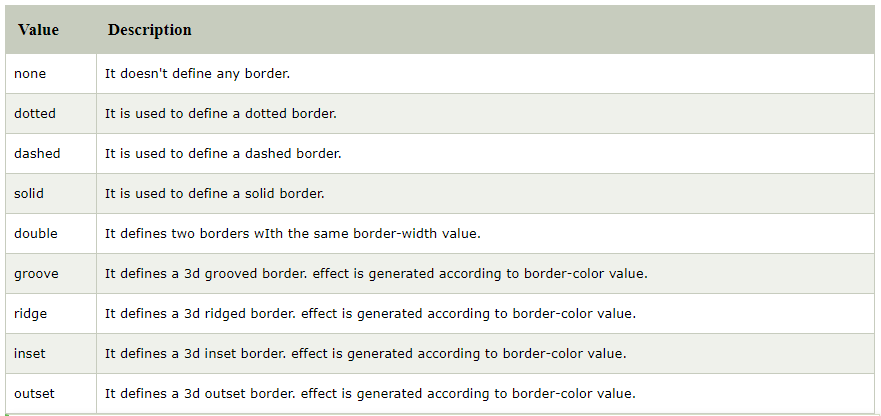 Value Description
none It doesn't define any border.
dotted It is used to define a dotted border.
dashed It is used to define a dashed border.
solid It is used to define a solid border.
double It defines two borders wIth the same border-width value.
groove It defines a 3d grooved border. effect is generated according to border-color value.
ridge It defines a 3d ridged border. effect is generated according to border-color value.
inset It defines a 3d inset border. effect is generated according to border-color value.
outset It defines a 3d outset border. effect is generated according to border-color value.